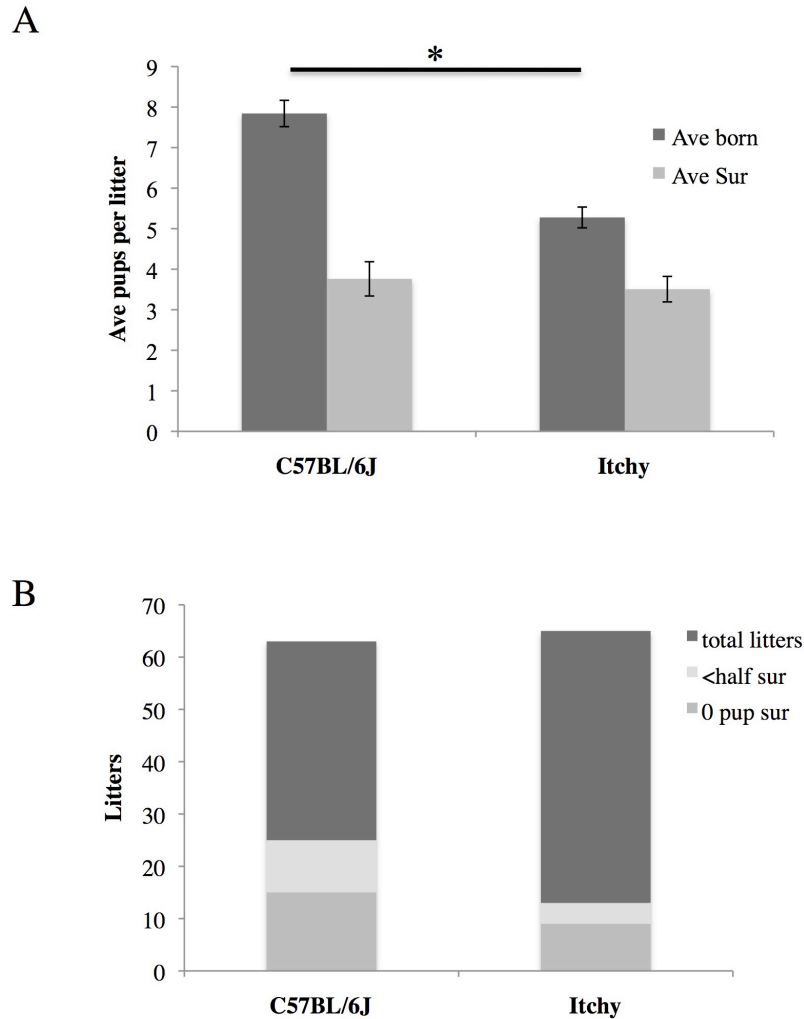 A
*
9
8
7
6
5
4
3
2
1
0
Ave pups per litter
Ave born
Ave Sur
C57BL/6J
Itchy
B
70
60
50
40
30
20
10
0
Litters
total litters
<half sur
0 pup sur
C57BL/6J
Itchy